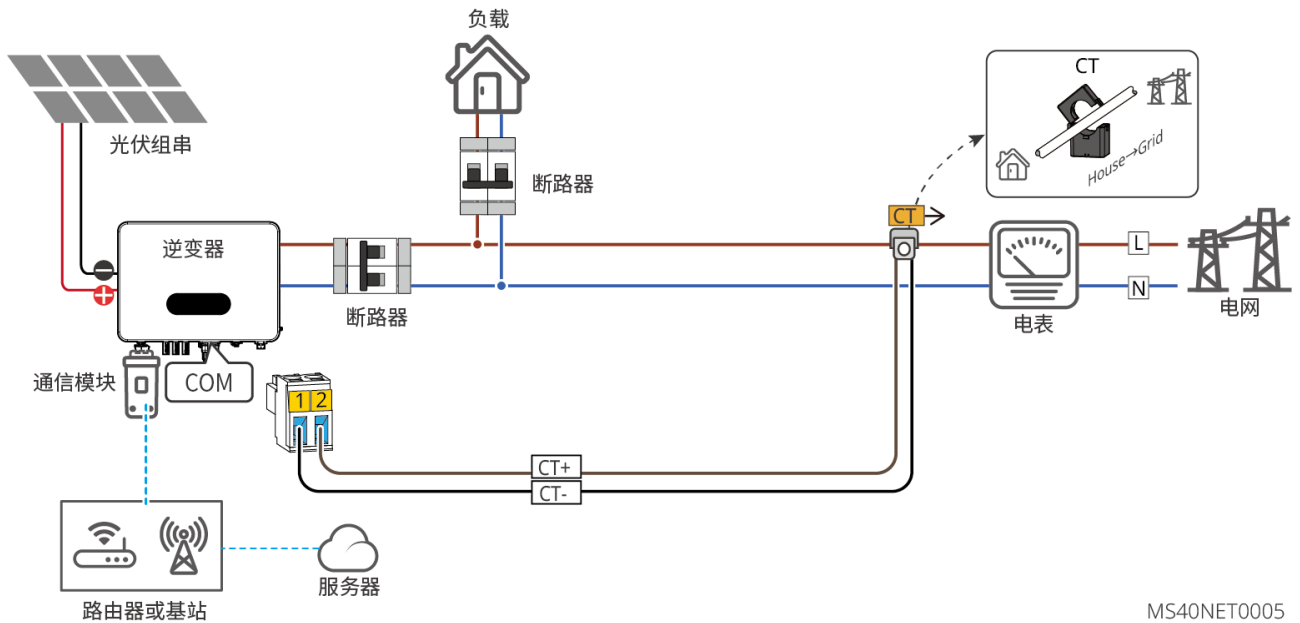 负载
CT
House→Grid
光伏组串
断路器
CT
逆变器
L
N
断路器
电表
电网
通信模块
COM
1 2
CT+
CT-
服务器
路由器或基站
MS40NET0005